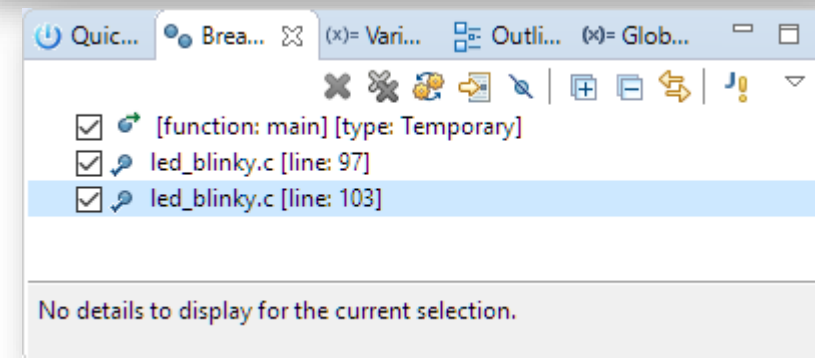 Quic... Brea... (x)= Vari... Outli... (x)= Glob...
[function: main] [type: Temporary]
led_blinky.c [line: 97]
led_blinky.c [line: 103]
No details to display for the current selection.